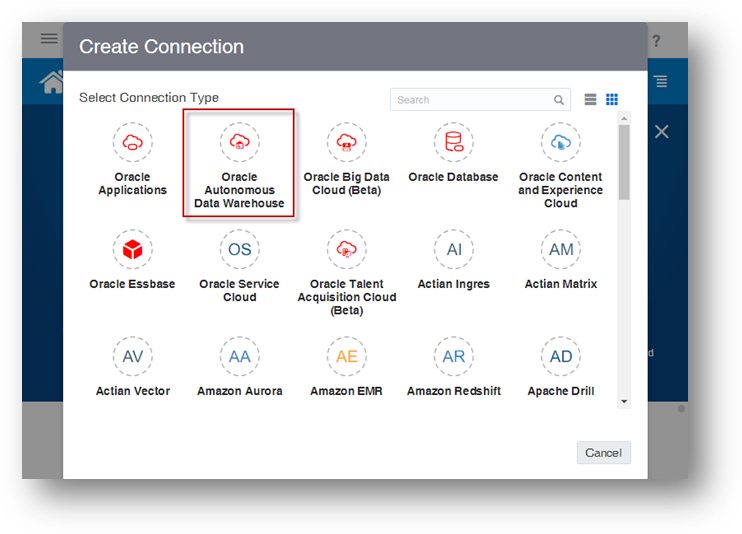 Create Connection
?
Select Connection Type
Search
Oracle
Applications
Oracle
Autonomous
Data Warehouse
Oracle Big Data
Cloud (Beta)
Oracle Database
Oracle Content
and Experience
Cloud
Oracle Essbase
OS
Oracle Service
Cloud
Oracle Talent
Acquisition Cloud
(Beta)
AI
Actian Ingres
AM
Actian Matrix
AV
Actian Vector
AA
Amazon Aurora
AE
Amazon EMR
AR
Amazon Redshift
AD
Apache Drill
d
Cancel